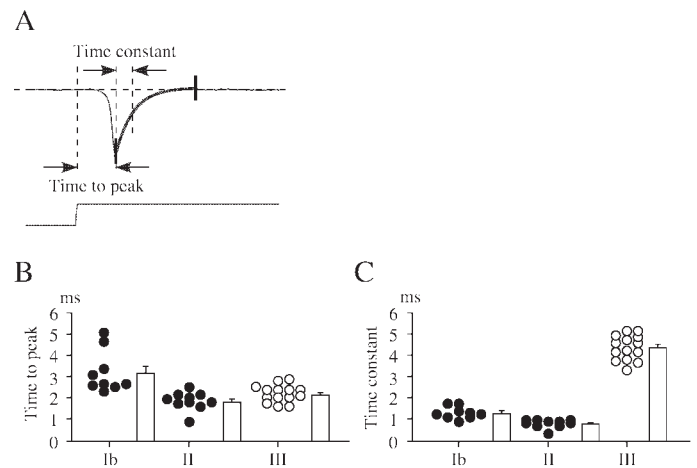 A
Time constant
Time to peak
B
ms
6
5
4
3
2
1
0
Time to peak
Ib
II
III
C
ms
6
5
4
3
2
1
0
Time constant
Ib
II
III